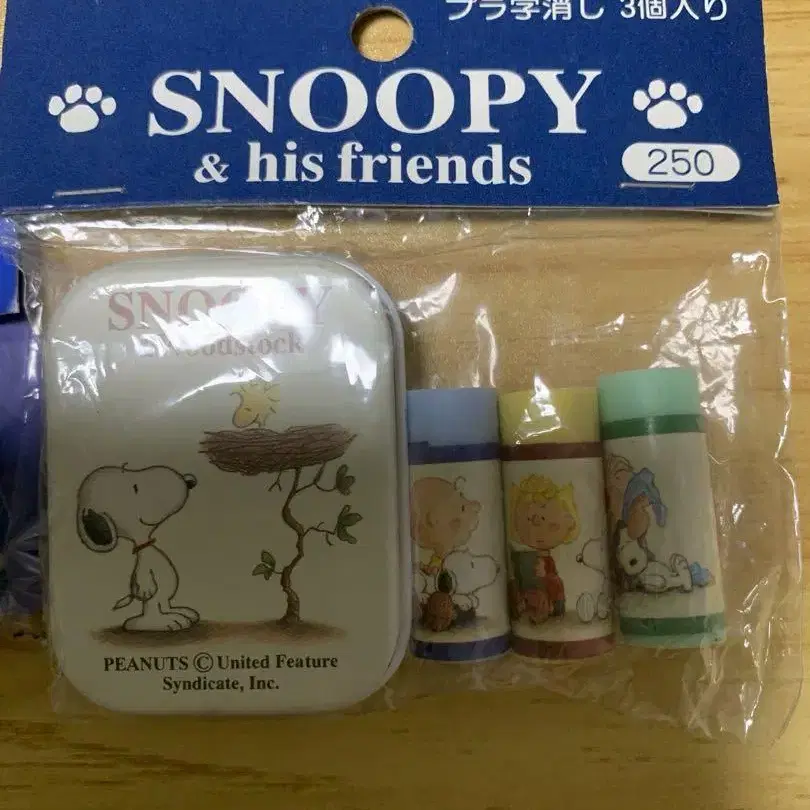 プラ字消し 3個入り
SNOOPY
& his friends
250
SNOOPY
& Woodstock
PEANUTS © United Feature
Syndicate, Inc.